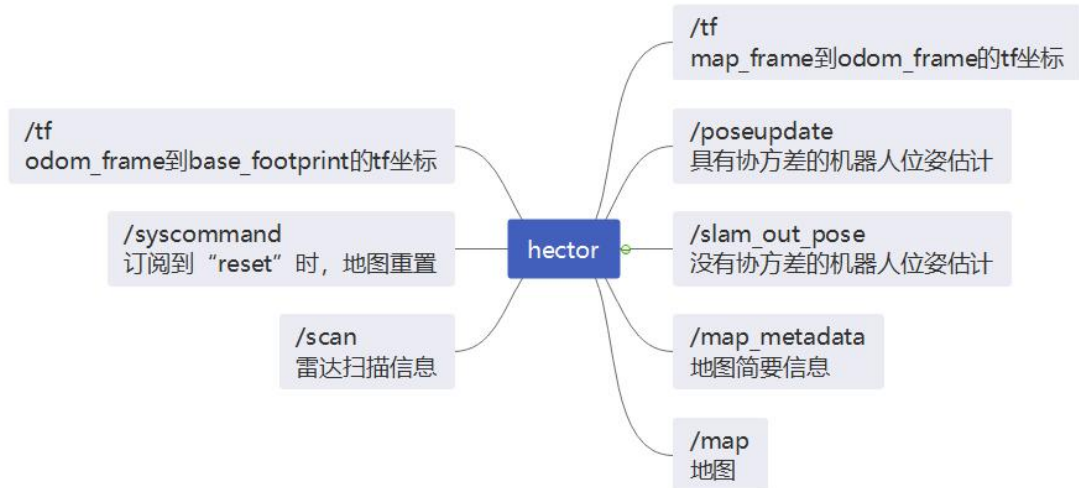 /tf
odom_frame到base_footprint的tf坐标
/syscommand
订阅到“reset”时，地图重置
/scan
雷达扫描信息
hector
/tf
map_frame到odom_frame的tf坐标
/poseupdate
具有协方差的机器人位姿估计
/slam_out_pose
没有协方差的机器人位姿估计
/map_metadata
地图简要信息
/map
地图